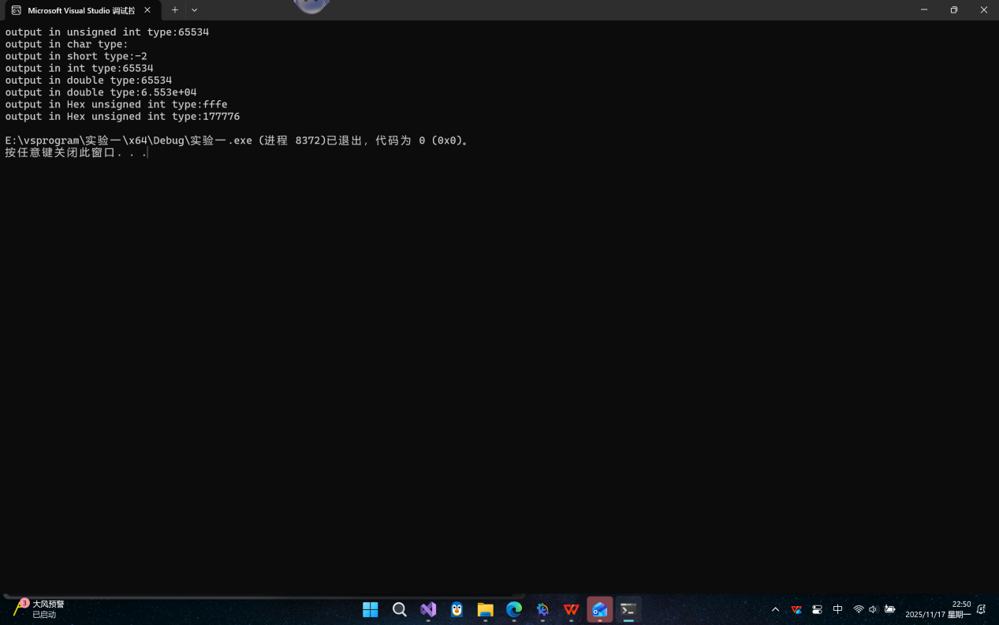 Microsoft Visual Studio 调试控
output in unsigned int type:65534
output in char type:
output in short type:-2
output in int type:65534
output in double type:65534
output in double type:6.553e+04
output in Hex unsigned int type:fffe
output in Hex unsigned int type:177776
E:\vsprogram\实验一\x64\Debug\实验一.exe (进程 8372)已退出，代码为 0 (0x0)。
按任意键关闭此窗口. . .
3
大风预警
已启动
中
22:50
2025/11/17 星期一